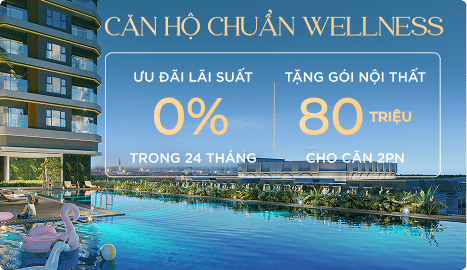 CĂN HỘ CHUẨN WELLNESS
ƯU ĐÃI LÃI SUẤT
0%
TRONG 24 THÁNG
TẶNG GÓI NỘI THẤT
80 TRIỆU
CHO CĂN 2PN